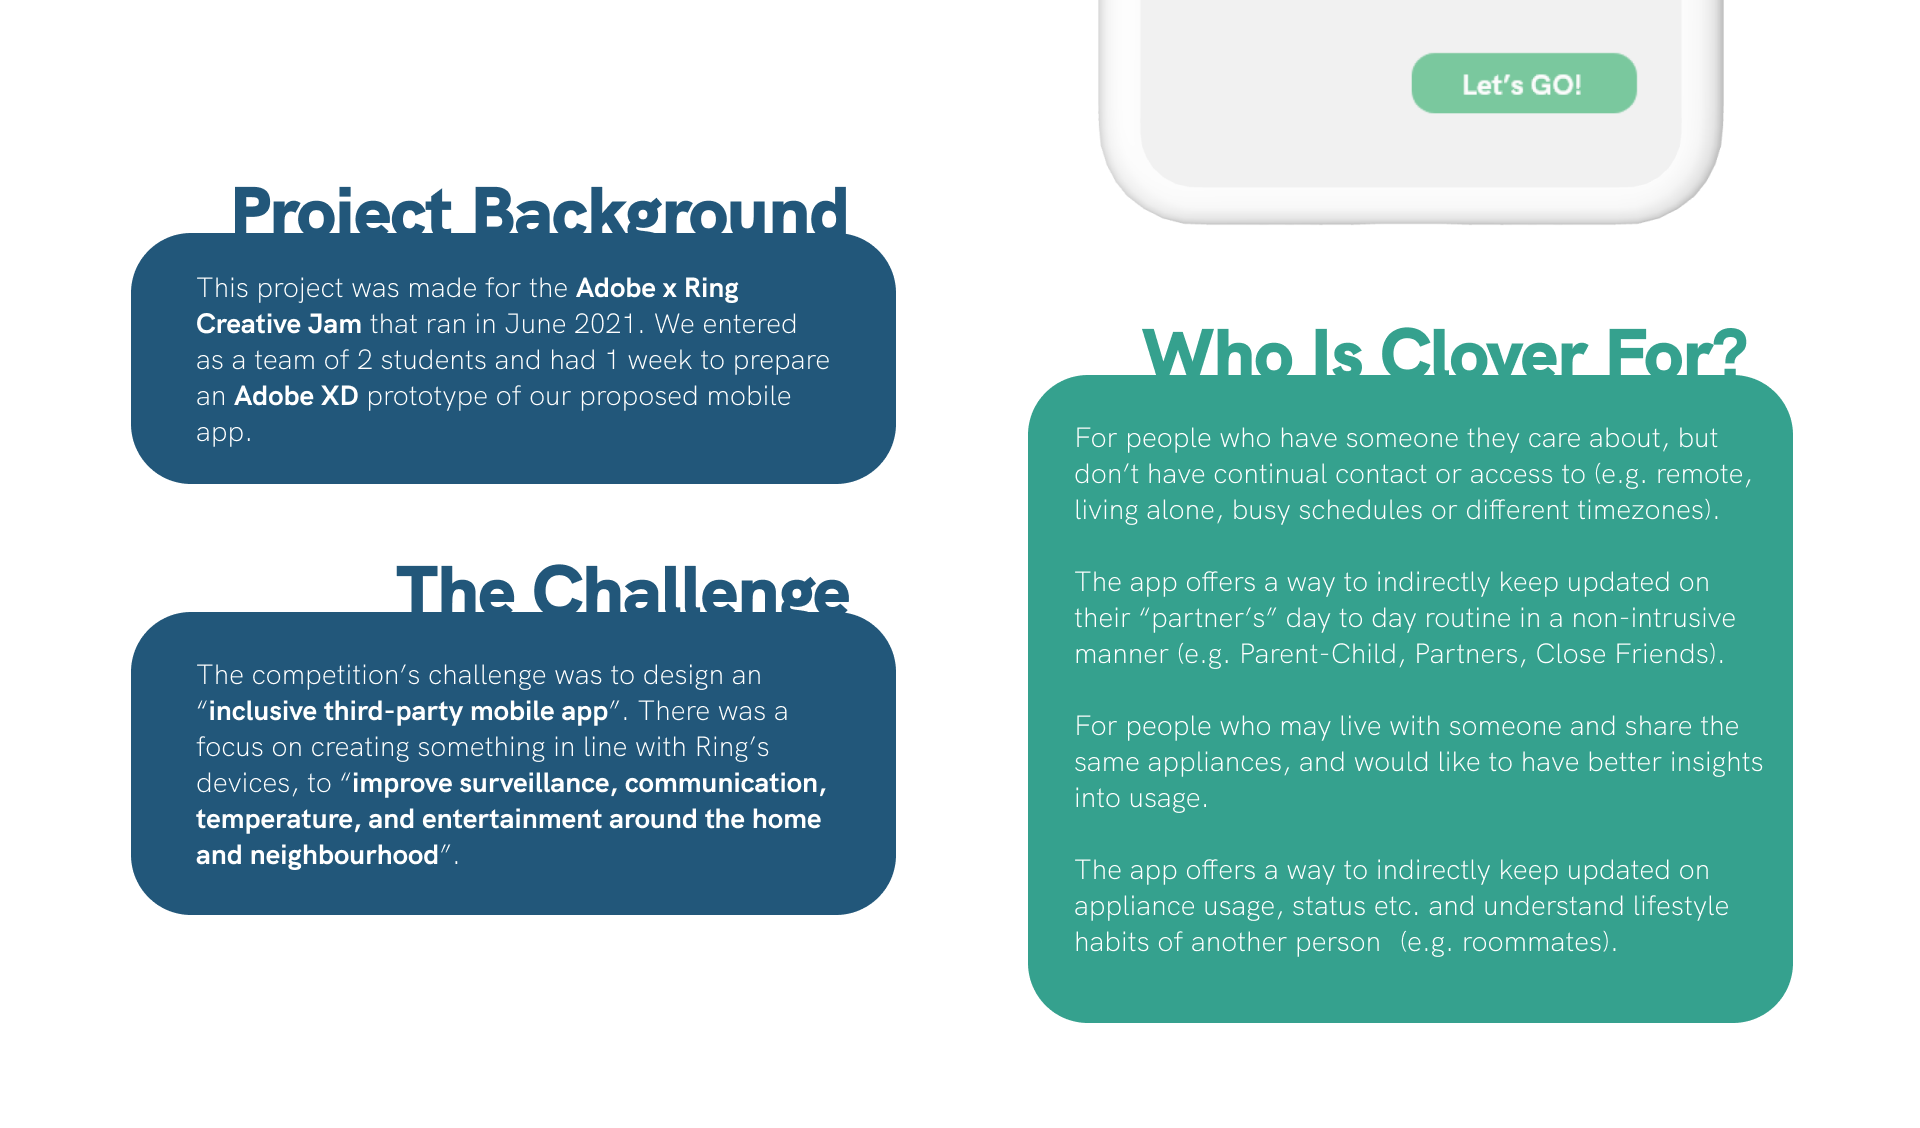 Let's GO!
Project Background
This project was made for the Adobe x Ring
Creative Jam that ran in June 2021. We entered
as a team of 2 students and had 1 week to prepare
an Adobe XD prototype of our proposed mobile
app.
The Challenge
The competition's challenge was to design an
“inclusive third-party mobile app”. There was a
focus on creating something in line with Ring's
devices, to “improve surveillance, communication,
temperature, and entertainment around the home
and neighbourhood”.
Who Is Clover For?
For people who have someone they care about, but
don't have continual contact or access to (e.g. remote,
living alone, busy schedules or different timezones).
The app offers a way to indirectly keep updated on
their “partner's” day to day routine in a non-intrusive
manner (e.g. Parent-Child, Partners, Close Friends).
For people who may live with someone and share the
same appliances, and would like to have better insights
into usage.
The app offers a way to indirectly keep updated on
appliance usage, status etc. and understand lifestyle
habits of another person  (e.g. roommates).